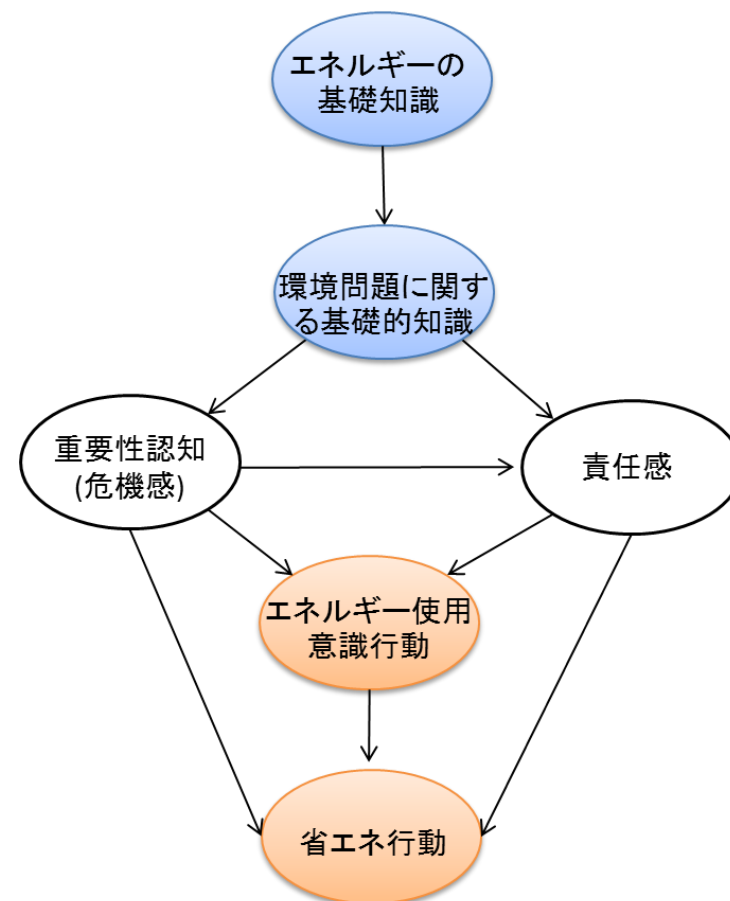 エネルギーの
基礎知識
環境問題に関す
る基礎的知識
重要性認知
(危機感)
責任感
エネルギー使用
意識行動
省エネ行動